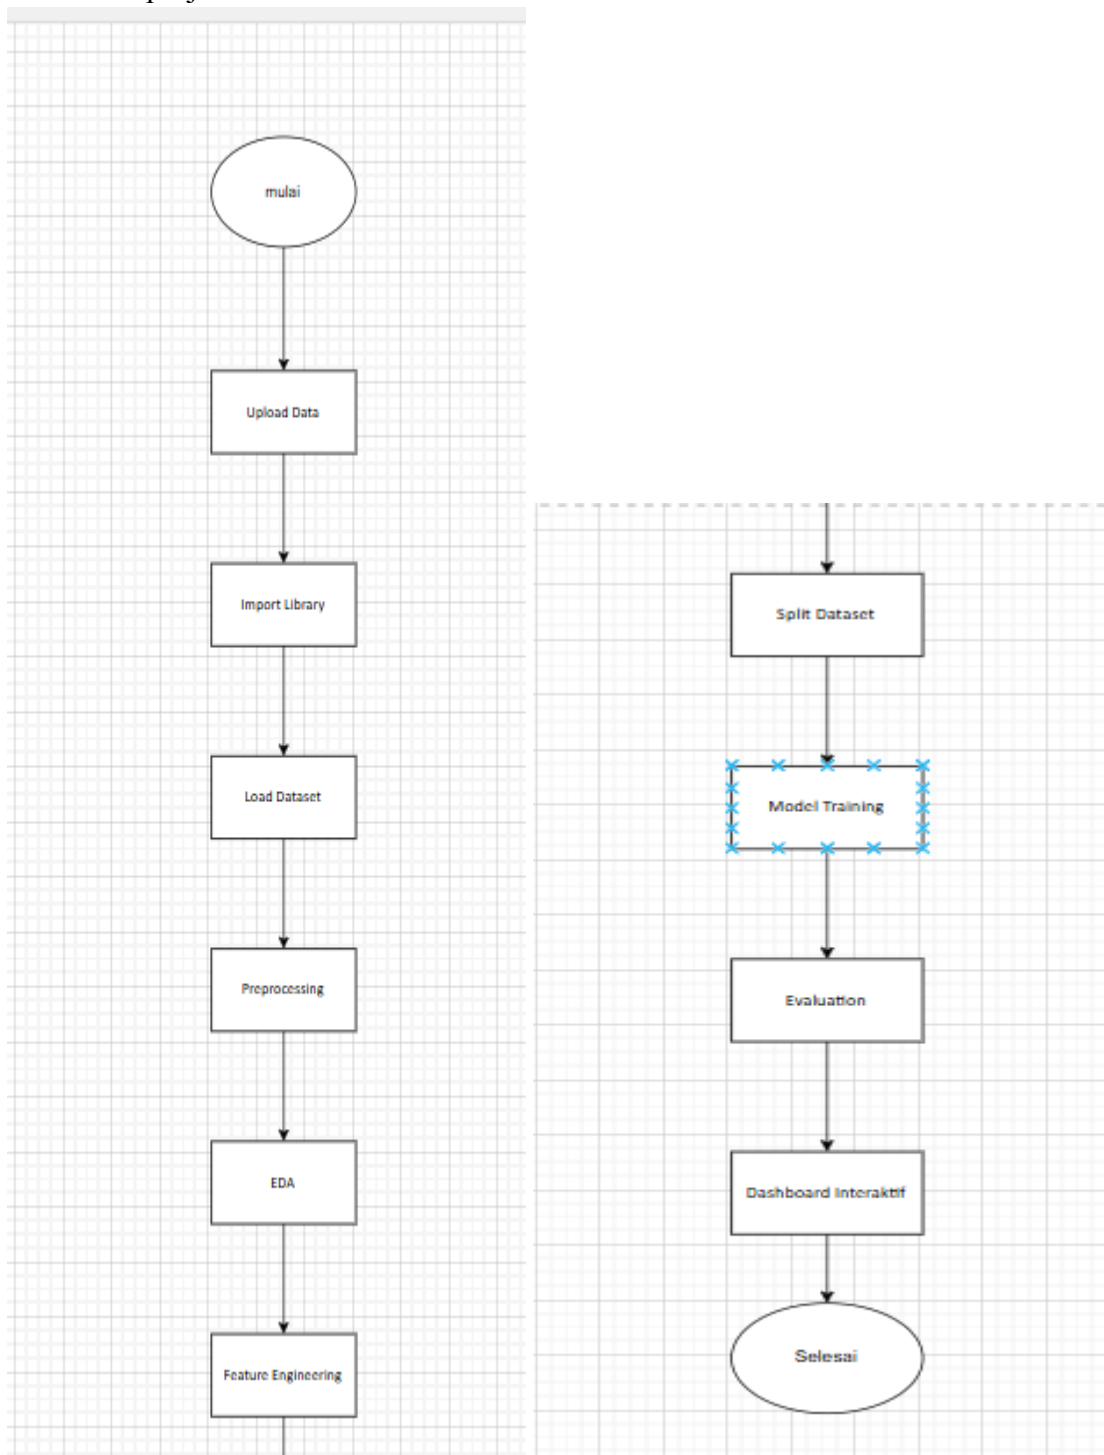 mulai
Upload Data
Import Library
Load Dataset
Preprocessing
EDA
Feature Engineering
Split Dataset
Model Training
Evaluation
Dashboard Interaktif
Selesai